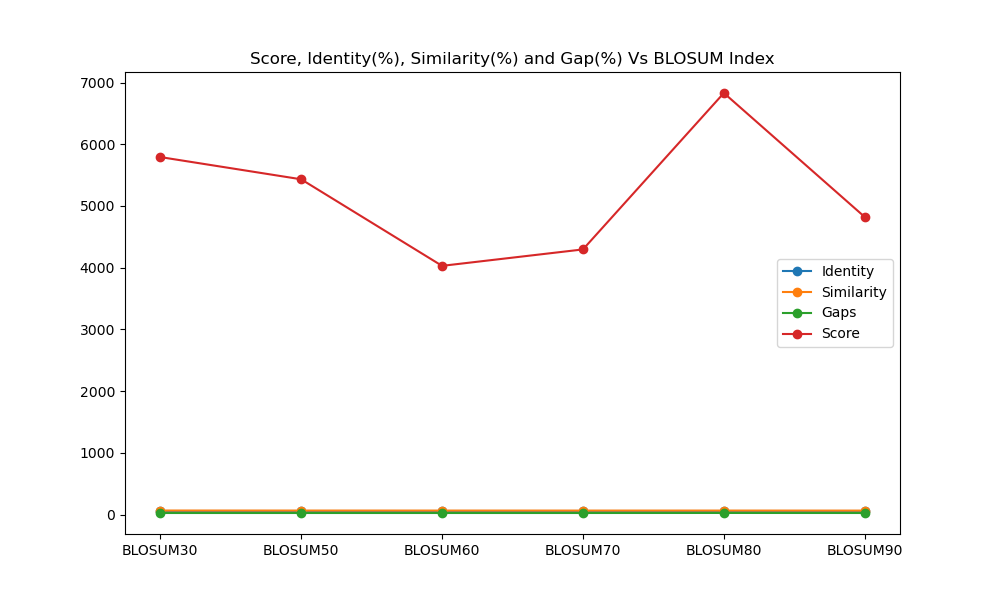 Score, Identity(%), Similarity(%) and Gap(%) Vs BLOSUM Index
7000
6000
5000
4000
3000
2000
1000
0
Identity
Similarity
Gaps
Score
BLOSUM30 BLOSUM50 BLOSUM60 BLOSUM70 BLOSUM80 BLOSUM90